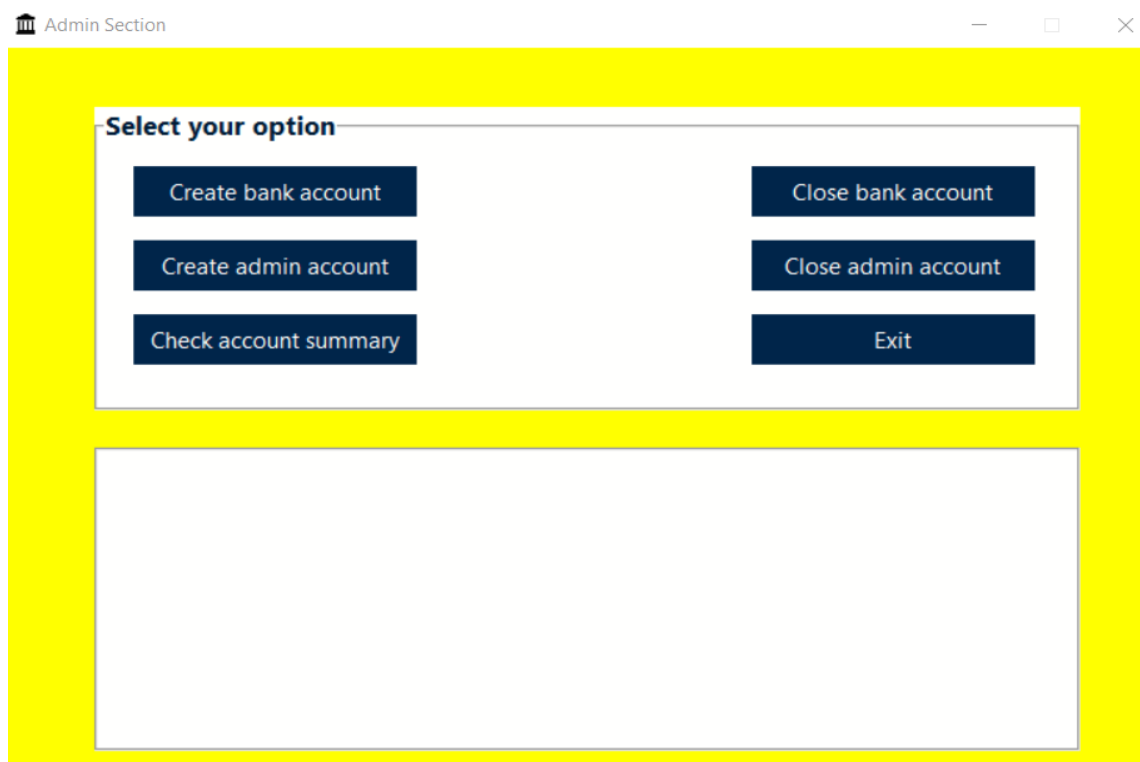 Admin Section
Select your option
Create bank account
Close bank account
Create admin account
Close admin account
Check account summary
Exit